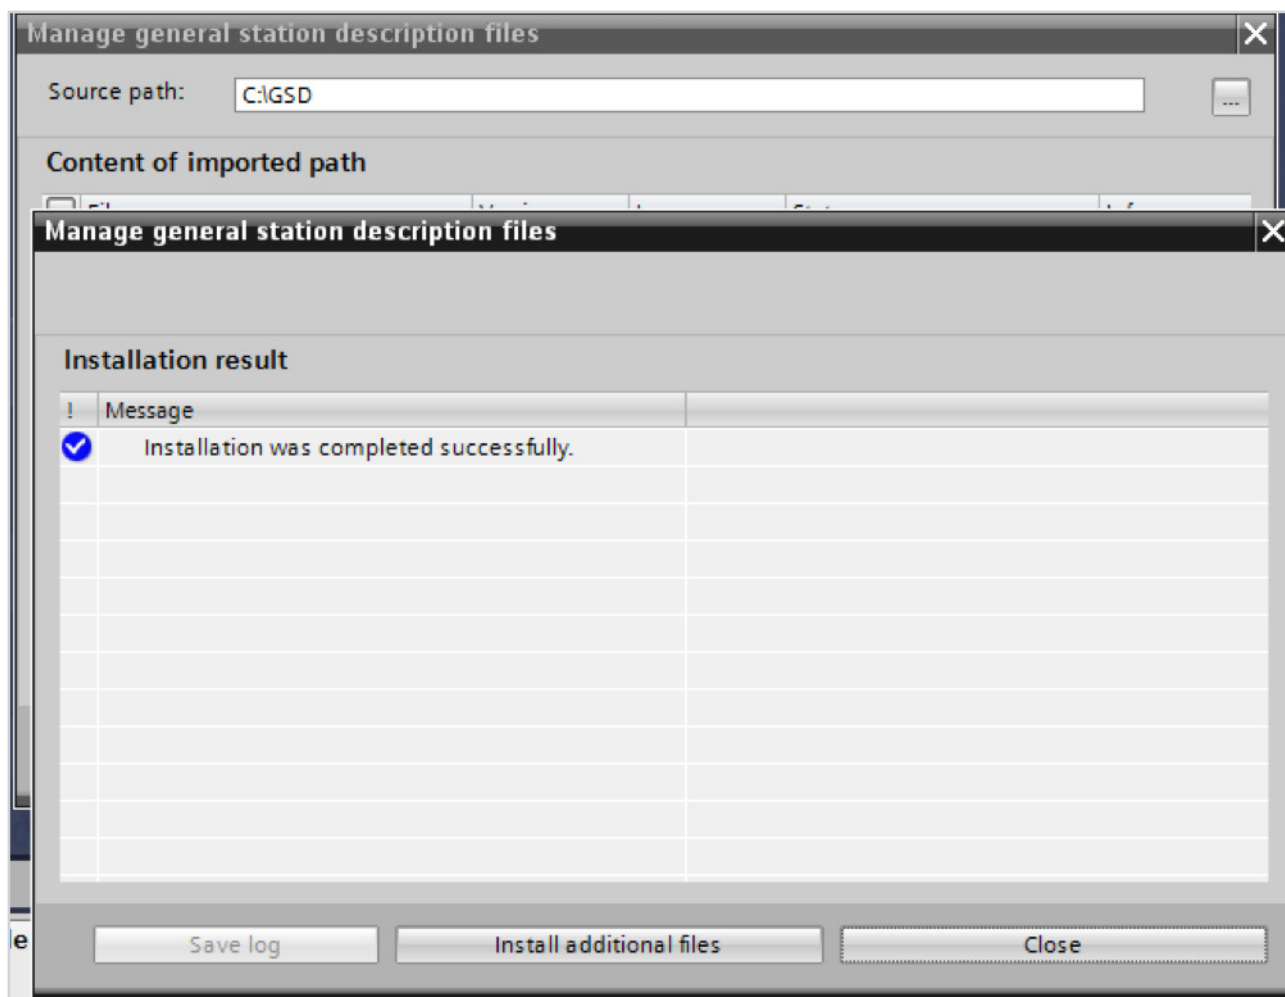 Manage general station description files
Source path: C:\GSD ...
Content of imported path
Manage general station description files
Installation result
! Message
Installation was completed successfully.
Save log Install additional files Close